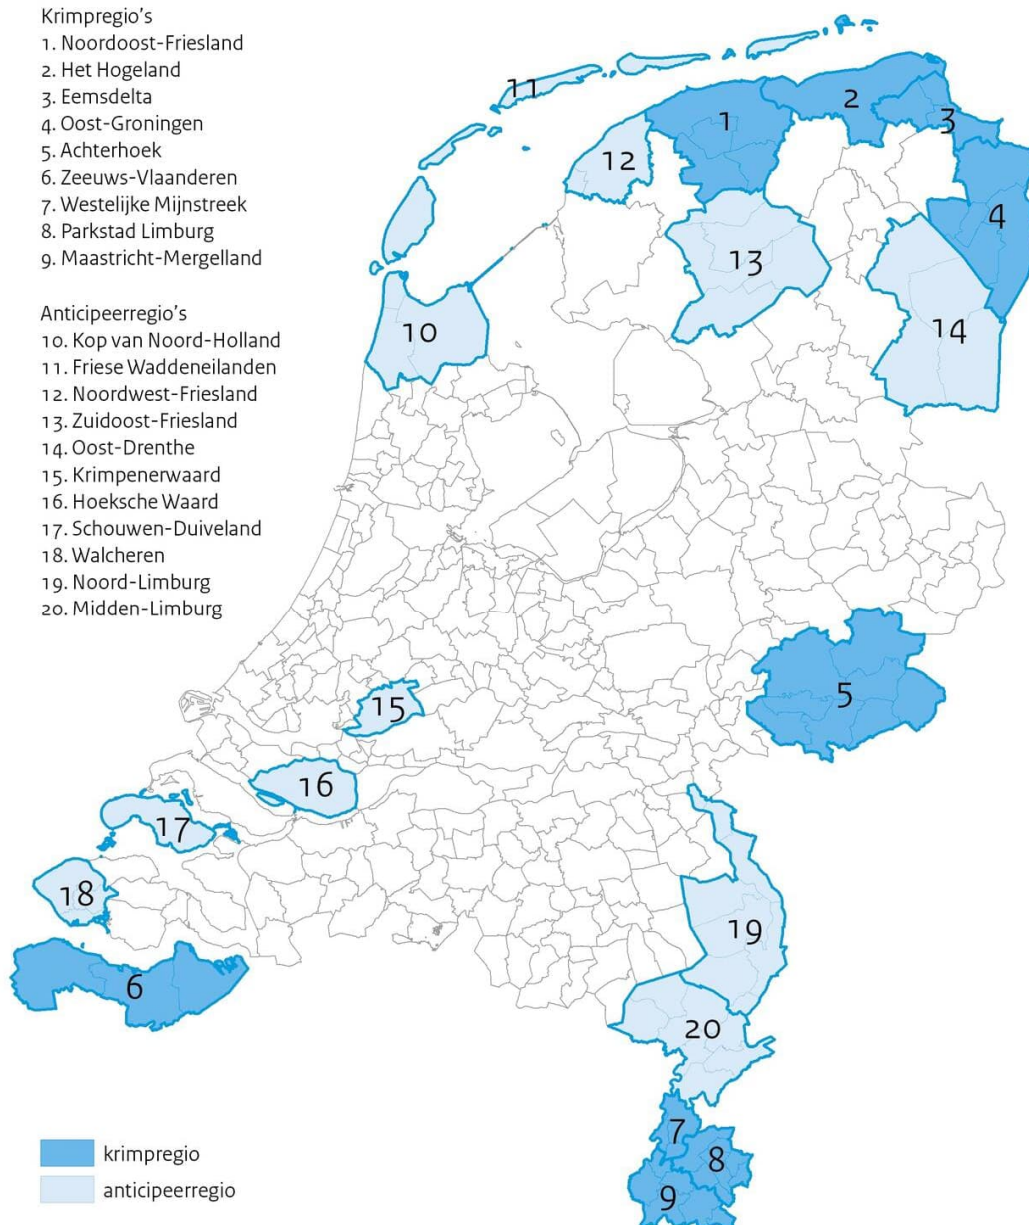 Krimpregio's
1. Noordoost-Friesland
2. Het Hogeland
3. Eemsdelta
4. Oost-Groningen
5. Achterhoek
6. Zeeuws-Vlaanderen
7. Westelijke Mijnstreek
8. Parkstad Limburg
9. Maastricht-Mergelland
Anticipeerregio's
10. Kop van Noord-Holland
11. Friese Waddeneilanden
12. Noordwest-Friesland
13. Zuidoost-Friesland
14. Oost-Drenthe
15. Krimpenerwaard
16. Hoeksche Waard
17. Schouwen-Duiveland
18. Walcheren
19. Noord-Limburg
20. Midden-Limburg
11
2
1
3
12
4
13
14
10
5
15
16
17
18
19
6
20
7
8
9
krimpregio
anticipeerregio